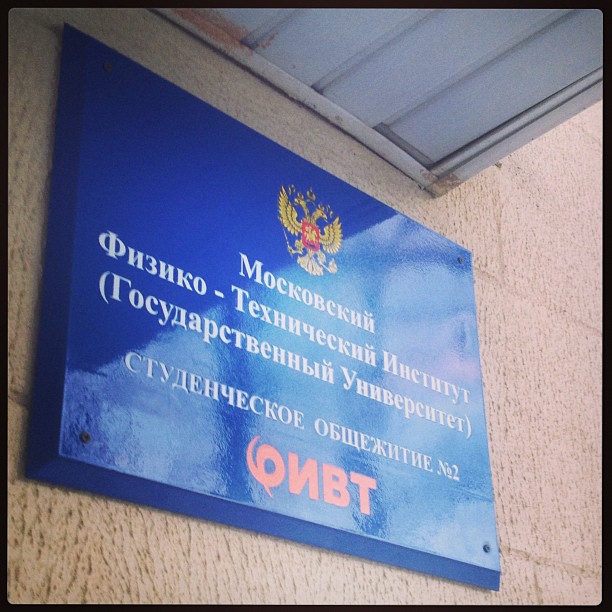 Московский
Физико - Технический Институт
(Государственный Университет)
СТУДЕНЧЕСКОЕ ОБЩЕЖИТИЕ №2
ФИВТ